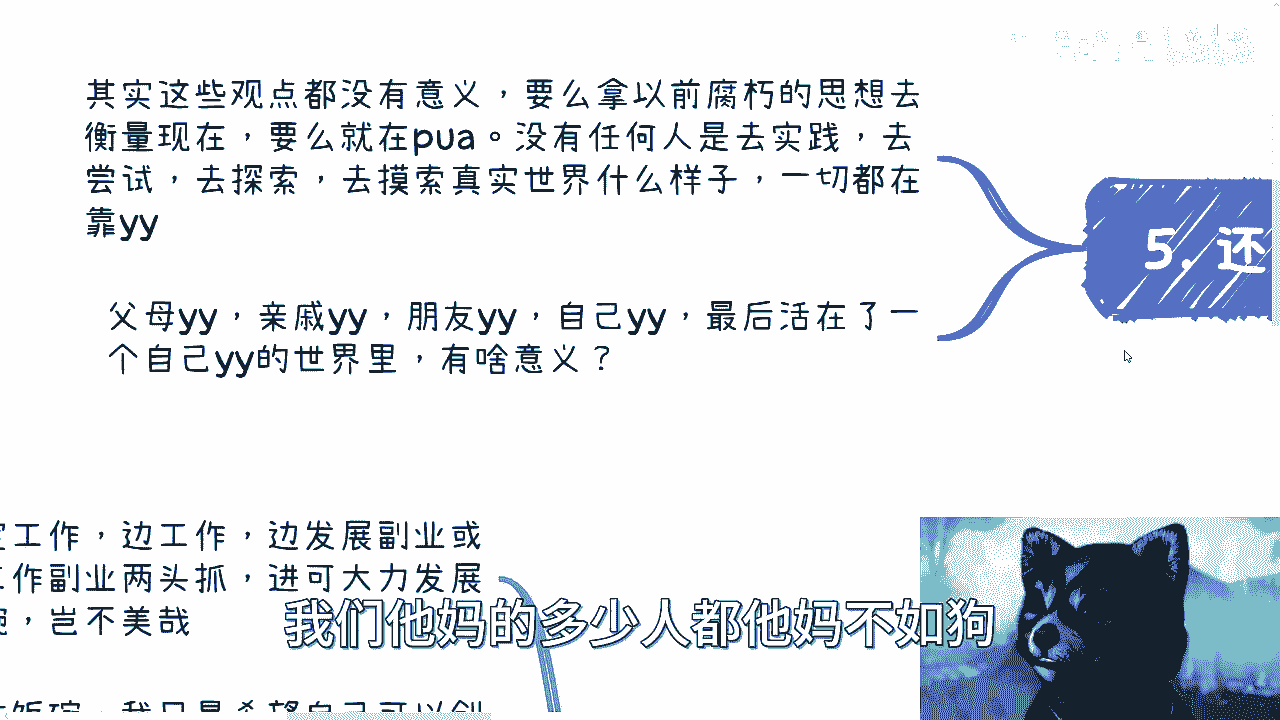 其实这些观点都没有意义，要么拿以前腐朽的思想去
衡量现在，要么就在pua。没有任何人是去实践，去
尝试，去探索，去摸索真实世界什么样子，一切都在
靠yy
5. 还
父母yy，亲戚yy，朋友yy，自己yy，最后活在了一
个自己yy的世界里，有啥意义？
工作，边工作，边发展副业或
作副业两头抓，进可大力发展
，岂不美哉
我们他妈的多少人都他妈不如狗